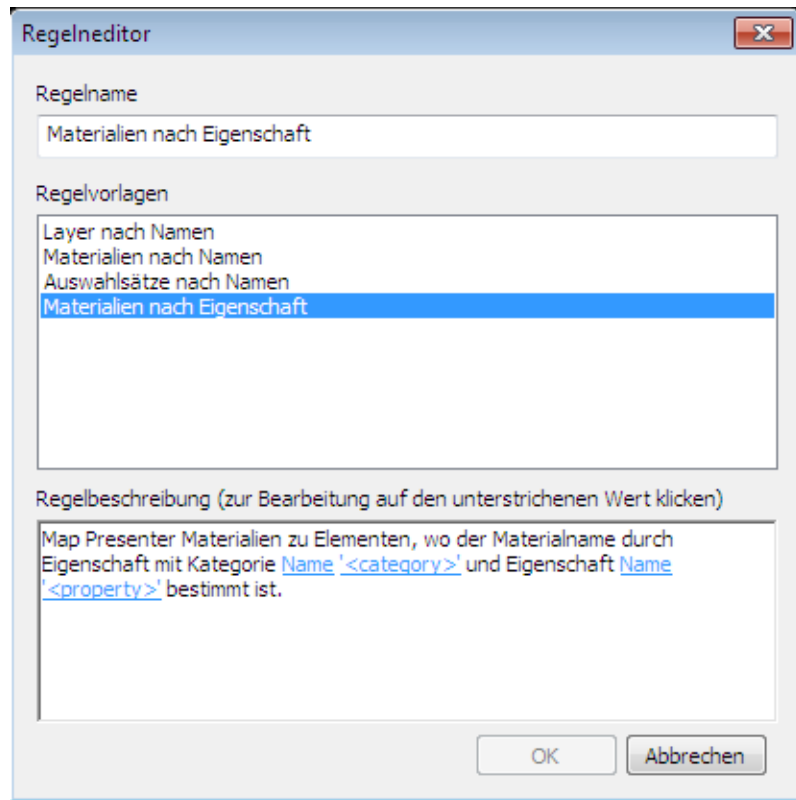 Regelneditor
Regelname
Materialien nach Eigenschaft
Regelvorlagen
Layer nach Namen
Materialien nach Namen
Auswahlsätze nach Namen
Materialien nach Eigenschaft
Regelbeschreibung (zur Bearbeitung auf den unterstrichenen Wert klicken)
Map Presenter Materialien zu Elementen, wo der Materialname durch
Eigenschaft mit Kategorie Name '<category>' und Eigenschaft Name
'<property>' bestimmt ist.
OK
Abbrechen